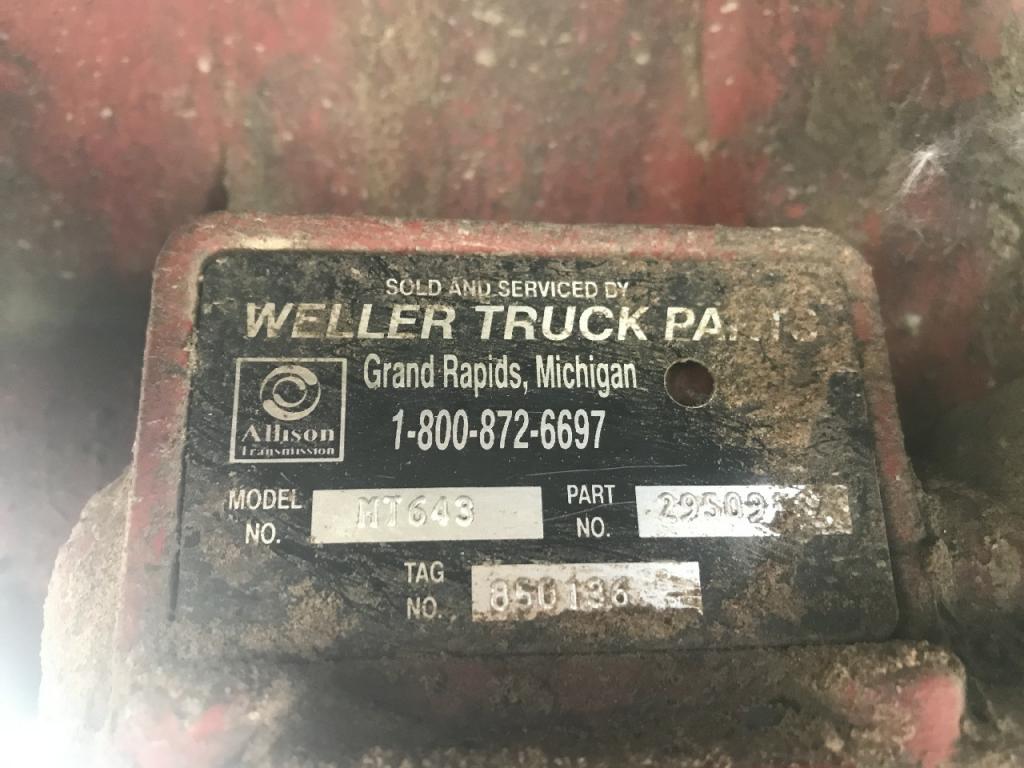 SOLD AND SERVICED BY
WELLER TRUCK PARTS
Grand Rapids, Michigan
1-800-872-6697
Allison
Transmission
MODEL NO. MT643
PART NO.
TAG NO.